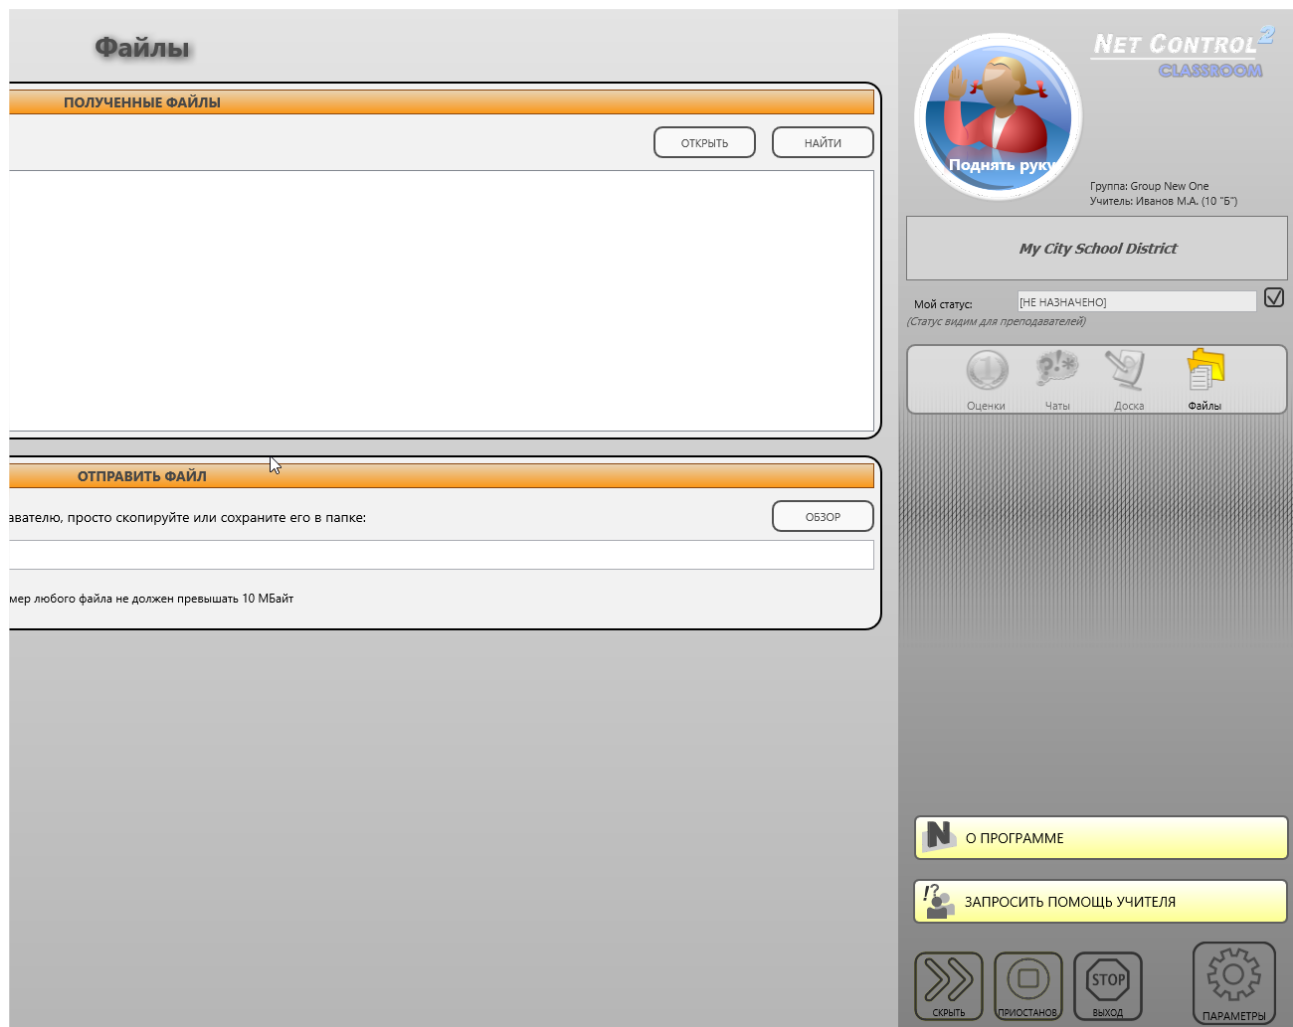 Файлы
ПОЛУЧЕННЫЕ ФАЙЛЫ
ОТКРЫТЬ
НАЙТИ
ОТПРАВИТЬ ФАЙЛ
авателю, просто скопируйте или сохраните его в папке:
ОБЗОР
мер любого файла не должен превышать 10 МБайт
NET CONTROL 2
CLASSROOM
Поднять руку
Группа: Group New One
Учитель: Иванов М.А. (10 "Б")
My City School District
Мой статус:
[НЕ НАЗНАЧЕНО]
(Статус видим для преподавателей)
Оценки
Чаты
Доска
Файлы
О ПРОГРАММЕ
ЗАПРОСИТЬ ПОМОЩЬ УЧИТЕЛЯ
СКРЫТЬ
ПРИОСТАНОВ
STOP
ВЫХОД
ПАРАМЕТРЫ